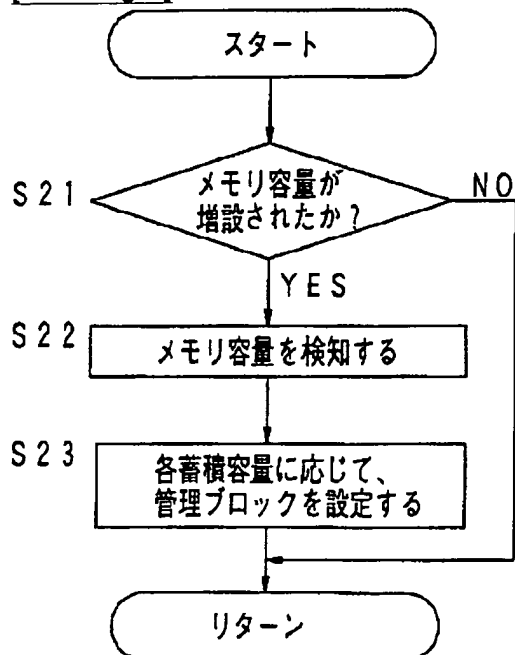 スタート
S21
メモリ容量が
増設されたか？
NO
YES
S22
メモリ容量を検知する
S23
各蓄積容量に応じて、
管理ブロックを設定する
リターン